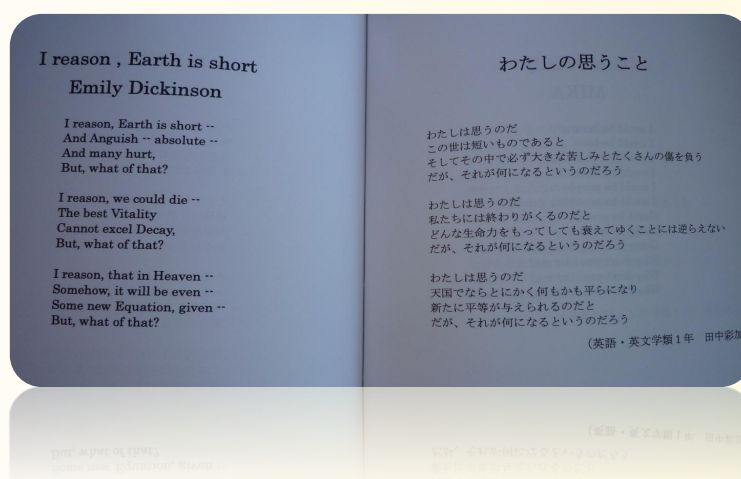 I reason , Earth is short
Emily Dickinson
I reason, Earth is short --
And Anguish -- absolute --
And many hurt,
But, what of that?
I reason, we could die --
The best Vitality
Cannot excel Decay,
But, what of that?
I reason, that in Heaven --
Somehow, it will be even --
Some new Equation, given --
But, what of that?
わたしの思うこと
わたしは思うのだ
この世は短いものであると
そしてその中で必ず大きな苦しみとたくさんの傷を負う
だが、それが何になるというのだろう
わたしは思うのだ
私たちには終わりがくるのだと
どんな生命力をもってしても衰えてゆくことには逆らえない
だが、それが何になるというのだろう
わたしは思うのだ
天国でならとにかく何もかも平らになり
新たに平等が与えられるのだと
だが、それが何になるというのだろう
(英語・英文学類1年 田中彩加